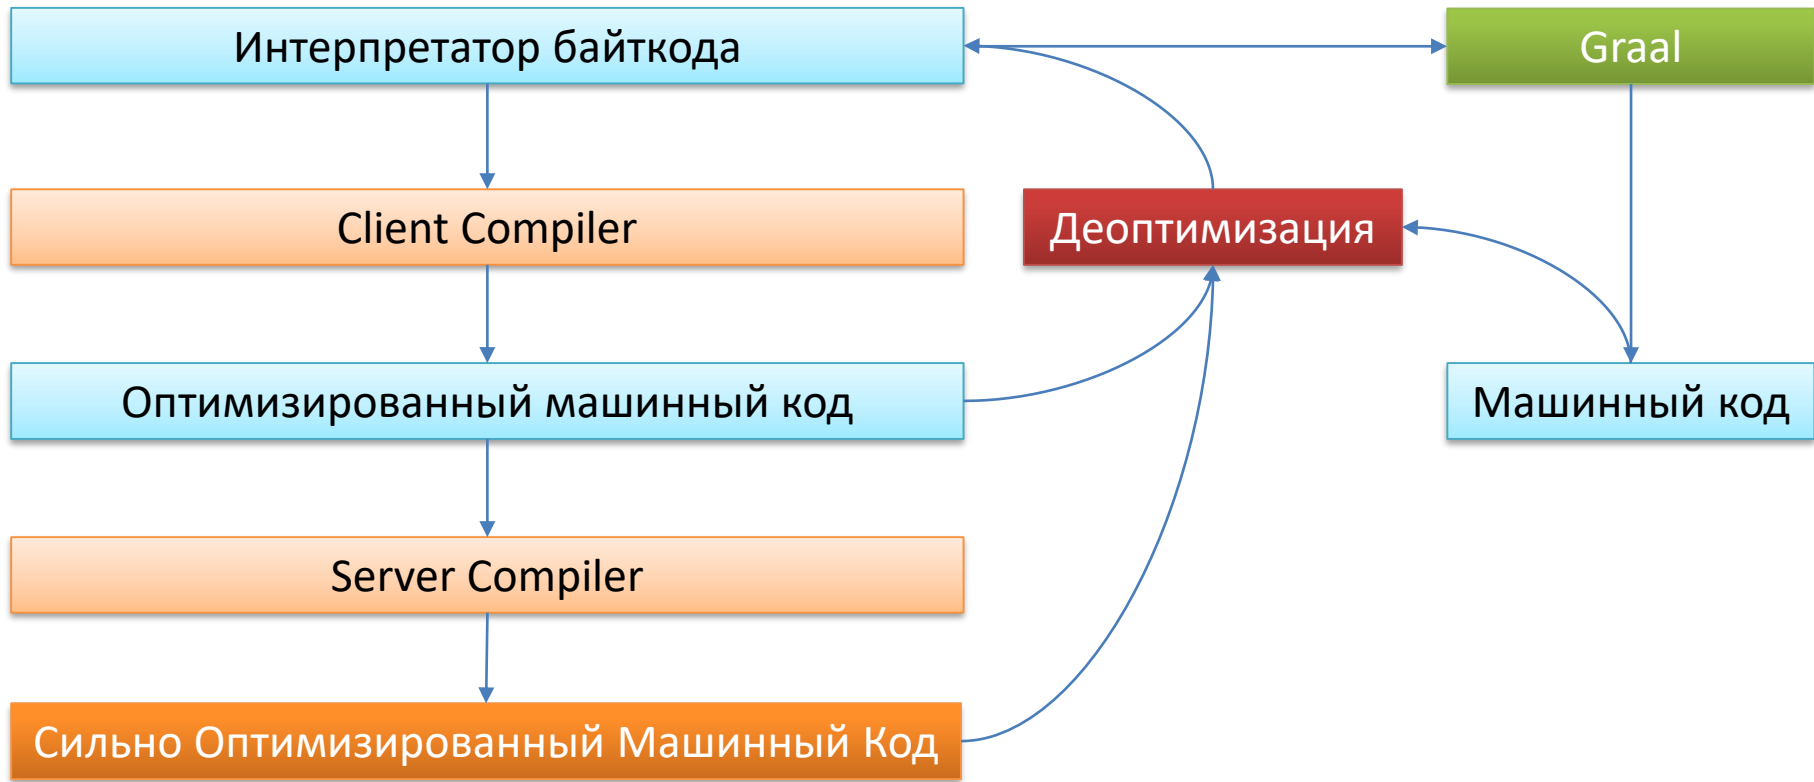 Интерпретатор байткода
Graal
Client Compiler
Деоптимизация
Оптимизированный машинный код
Машинный код
Server Compiler
Сильно Оптимизированный Машинный Код